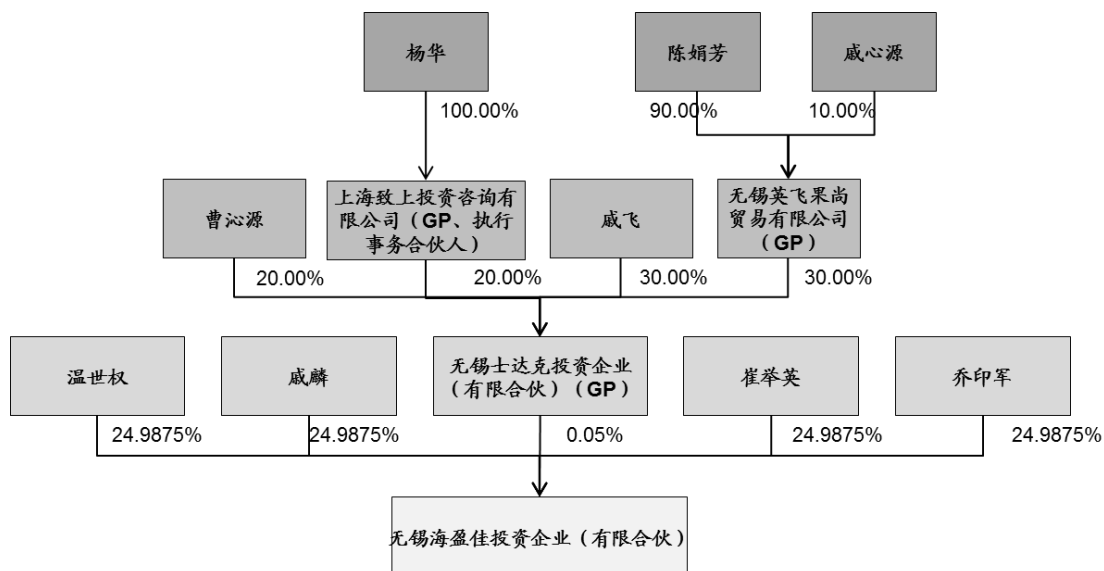 杨华
陈娟芳
戚心源
100.00%
90.00%
10.00%
曹沁源
上海致上投资咨询有
限公司（GP、执行
事务合伙人）
戚飞
无锡英飞果尚
贸易有限公司
（GP）
20.00%
20.00%
30.00%
30.00%
温世权
戚麟
无锡士达克投资企业
（有限合伙）（GP）
崔举英
乔印军
24.9875%
24.9875%
0.05%
24.9875%
24.9875%
无锡海盈佳投资企业（有限合伙）